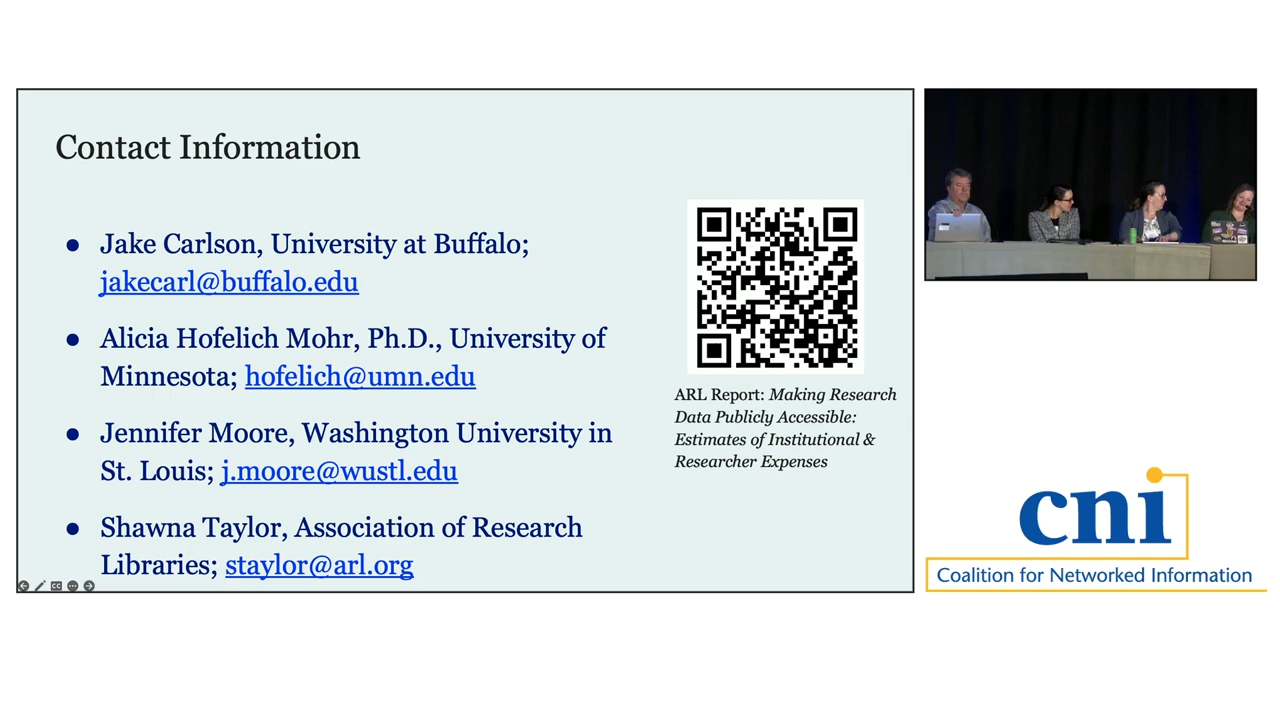 Contact Information
● Jake Carlson, University at Buffalo;
jakecarl@buffalo.edu
● Alicia Hofelich Mohr, Ph.D., University of
Minnesota; hofelich@umn.edu
● Jennifer Moore, Washington University in
St. Louis; j.moore@wustl.edu
● Shawna Taylor, Association of Research
Libraries; staylor@arl.org
ARL Report: Making Research
Data Publicly Accessible:
Estimates of Institutional &
Researcher Expenses
cni
Coalition for Networked Information